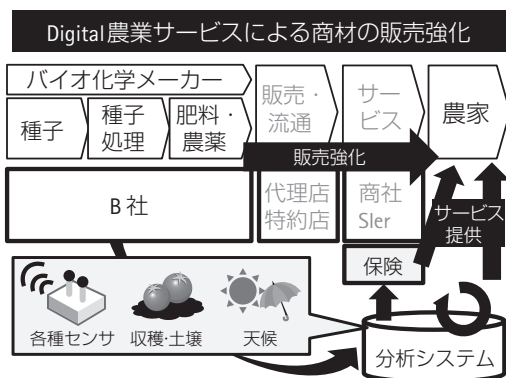 Digital農業サービスによる商材の販売強化
バイオ化学メーカー
種子
種子
処理
肥料・
農薬
販売・
流通
サー
ビス
農家
販売強化
B社
代理店
特約店
商社
SIer
サービス
提供
保険
各種センサ
収穫・土壌
天候
分析システム